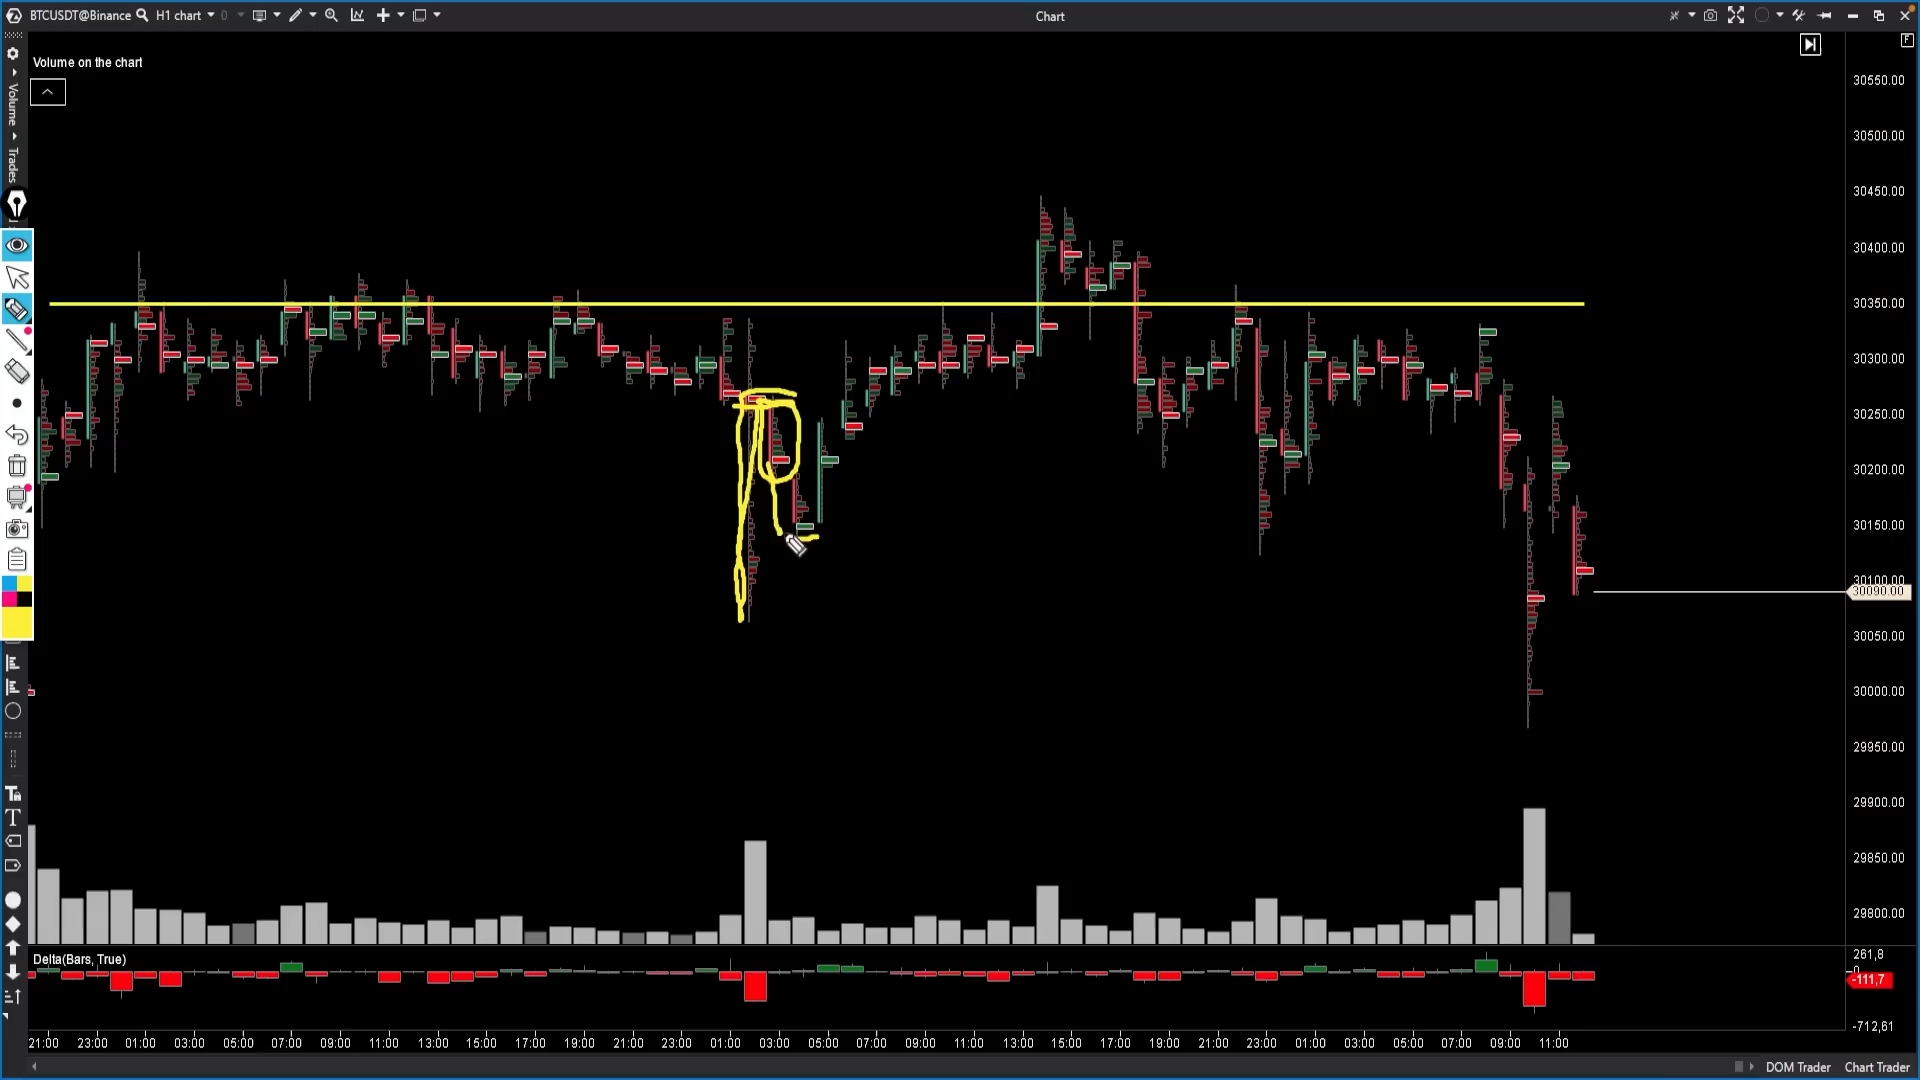 BTCUSDT@Binance H1 chart 0
Chart
Volume on the chart
Volume
Trades
F
30550.00
30500.00
30450.00
30400.00
30350.00
30300.00
30250.00
30200.00
30150.00
30100.00
30090.00
30050.00
30000.00
29950.00
29900.00
29850.00
29800.00
Delta(Bars, True)
261,8
0
-111,7
-712,61
21:00 23:00 01:00 03:00 05:00 07:00 09:00 11:00 13:00 15:00 17:00 19:00 21:00 23:00 01:00 03:00 05:00 07:00 09:00 11:00 13:00 15:00 17:00 19:00 21:00 23:00 01:00 03:00 05:00 07:00 09:00 11:00
DOM Trader Chart Trader